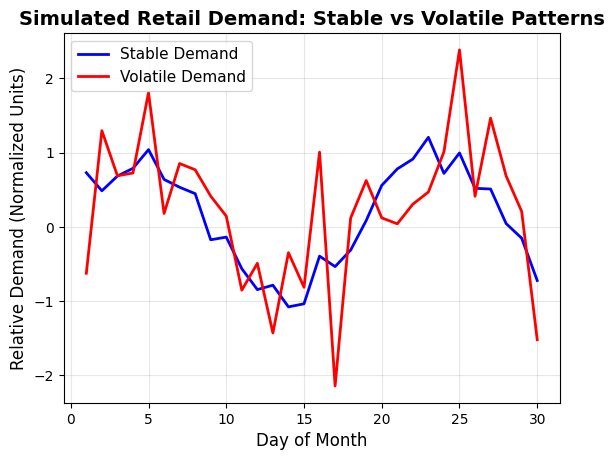 Simulated Retail Demand: Stable vs Volatile Patterns
Stable Demand
Volatile Demand
Relative Demand (Normalized Units)
2
1
0
−1
−2
0 5 10 15 20 25 30
Day of Month